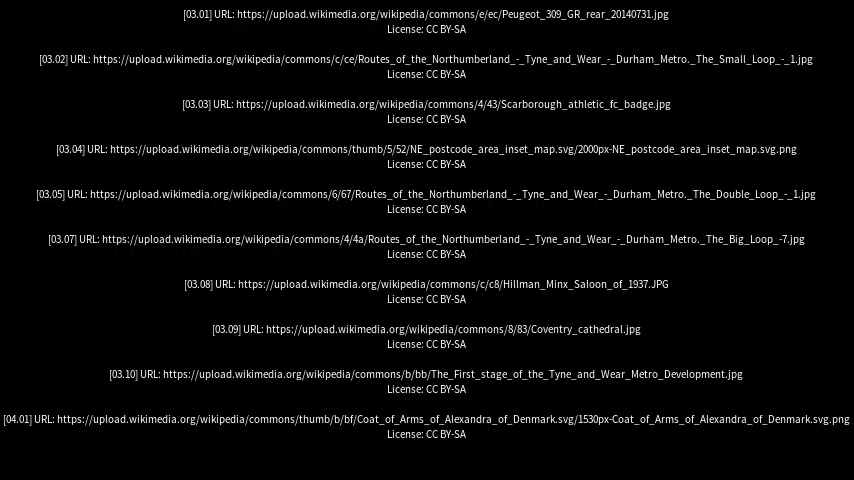 [03.01] URL: https://upload.wikimedia.org/wikipedia/commons/e/ec/Peugeot_309_GR_rear_20140731.jpg
License: CC BY-SA
[03.02] URL: https://upload.wikimedia.org/wikipedia/commons/c/ce/Routes_of_the_Northumberland_-_Tyne_and_Wear_-_Durham_Metro._The_Small_Loop_-_1.jpg
License: CC BY-SA
[03.03] URL: https://upload.wikimedia.org/wikipedia/commons/4/43/Scarborough_athletic_fc_badge.jpg
License: CC BY-SA
[03.04] URL: https://upload.wikimedia.org/wikipedia/commons/thumb/5/52/NE_postcode_area_inset_map.svg/2000px-NE_postcode_area_inset_map.svg.png
License: CC BY-SA
[03.05] URL: https://upload.wikimedia.org/wikipedia/commons/6/67/Routes_of_the_Northumberland_-_Tyne_and_Wear_-_Durham_Metro._The_Double_Loop_-_1.jpg
License: CC BY-SA
[03.07] URL: https://upload.wikimedia.org/wikipedia/commons/4/4a/Routes_of_the_Northumberland_-_Tyne_and_Wear_-_Durham_Metro._The_Big_Loop_-7.jpg
License: CC BY-SA
[03.08] URL: https://upload.wikimedia.org/wikipedia/commons/c/c8/Hillman_Minx_Saloon_of_1937.JPG
License: CC BY-SA
[03.09] URL: https://upload.wikimedia.org/wikipedia/commons/8/83/Coventry_cathedral.jpg
License: CC BY-SA
[03.10] URL: https://upload.wikimedia.org/wikipedia/commons/b/bb/The_First_stage_of_the_Tyne_and_Wear_Metro_Development.jpg
License: CC BY-SA
[04.01] URL: https://upload.wikimedia.org/wikipedia/commons/thumb/b/bf/Coat_of_Arms_of_Alexandra_of_Denmark.svg/1530px-Coat_of_Arms_of_Alexandra_of_Denmark.svg.png
License: CC BY-SA